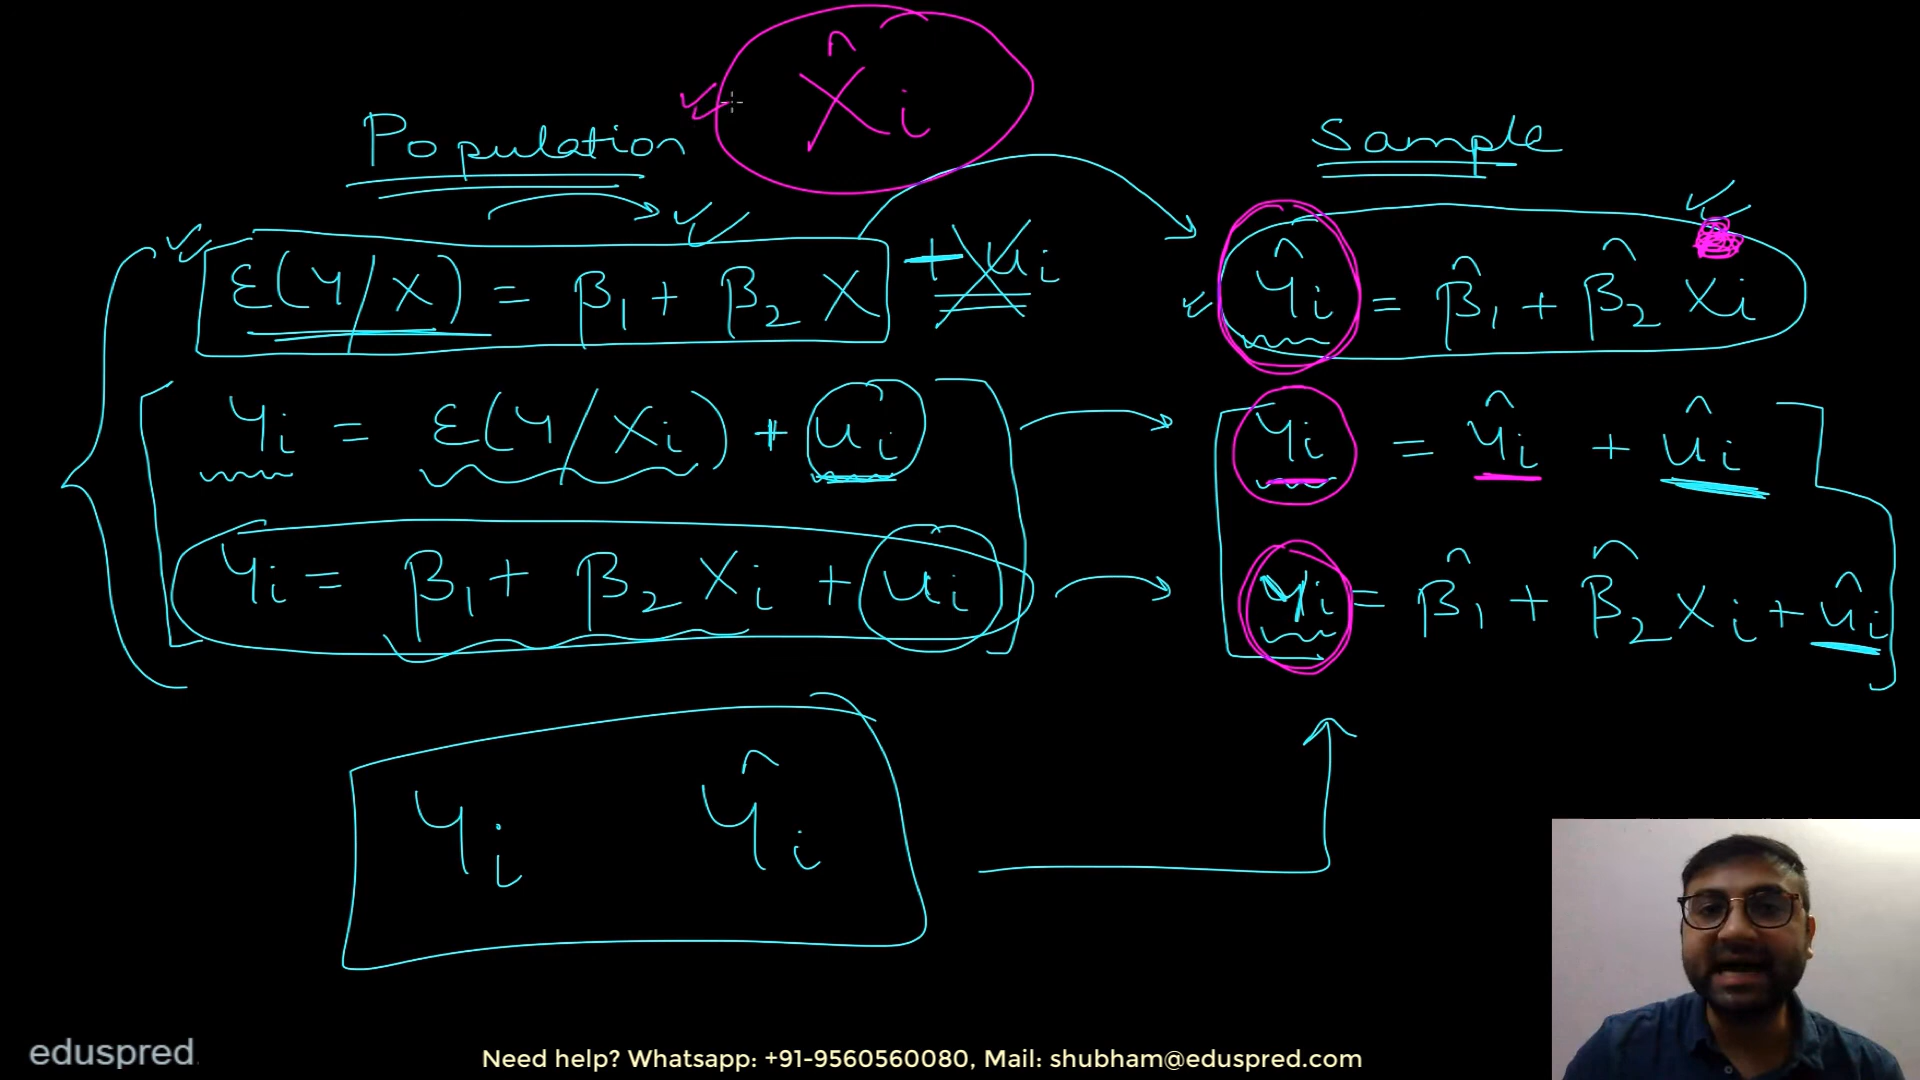 X̂i
Population
Sample
E(Y/X) = β₁ + β₂ X + ui
Ŷi = β̂₁ + β̂₂ Xi
Yi = E(Y/Xi) + ui
Yi = Ŷi + ûi
Yi = β₁ + β₂ Xi + ui
Yi = β̂₁ + β̂₂ Xi + ûi
Yi Ŷi
eduspred.
Need help? Whatsapp: +91-9560560080, Mail: shubham@eduspred.com